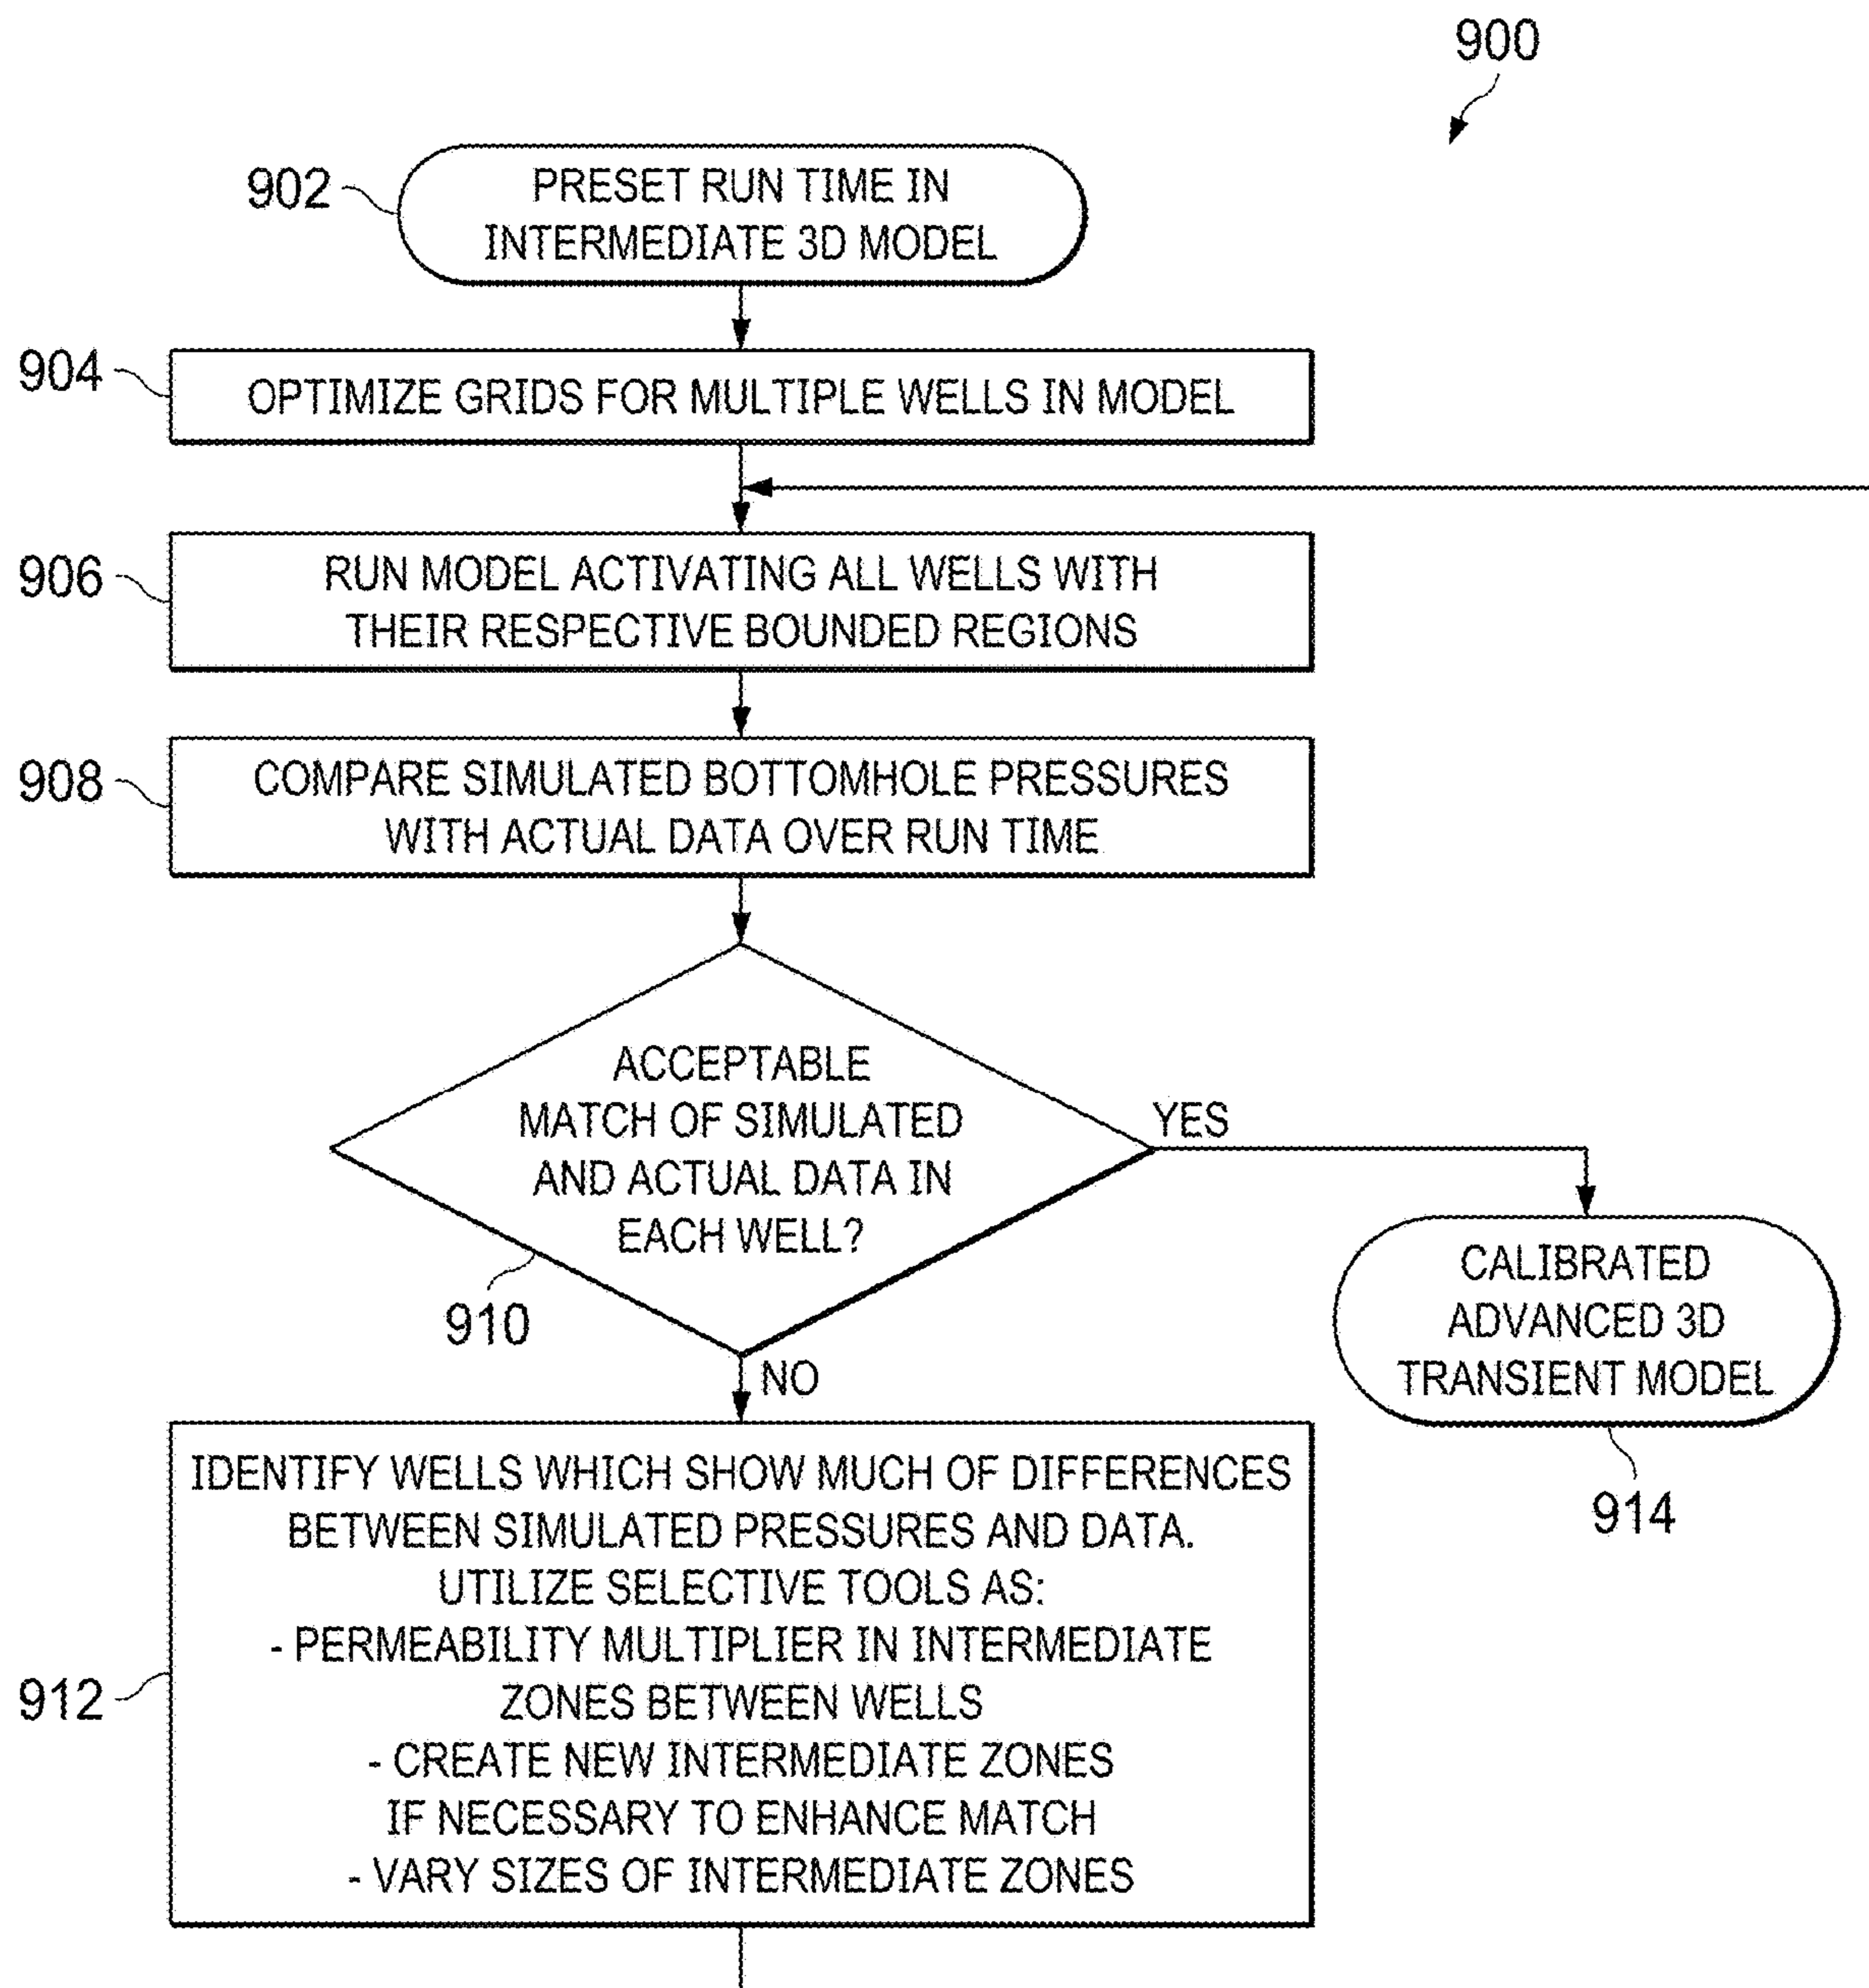 900
902
PRESET RUN TIME IN
INTERMEDIATE 3D MODEL
904
OPTIMIZE GRIDS FOR MULTIPLE WELLS IN MODEL
906
RUN MODEL ACTIVATING ALL WELLS WITH
THEIR RESPECTIVE BOUNDED REGIONS
908
COMPARE SIMULATED BOTTOMHOLE PRESSURES
WITH ACTUAL DATA OVER RUN TIME
ACCEPTABLE
MATCH OF SIMULATED
AND ACTUAL DATA IN
EACH WELL?
YES
910
NO
CALIBRATED
ADVANCED 3D
TRANSIENT MODEL
914
912
IDENTIFY WELLS WHICH SHOW MUCH OF DIFFERENCES
BETWEEN SIMULATED PRESSURES AND DATA.
UTILIZE SELECTIVE TOOLS AS:
- PERMEABILITY MULTIPLIER IN INTERMEDIATE
ZONES BETWEEN WELLS
- CREATE NEW INTERMEDIATE ZONES
IF NECESSARY TO ENHANCE MATCH
- VARY SIZES OF INTERMEDIATE ZONES